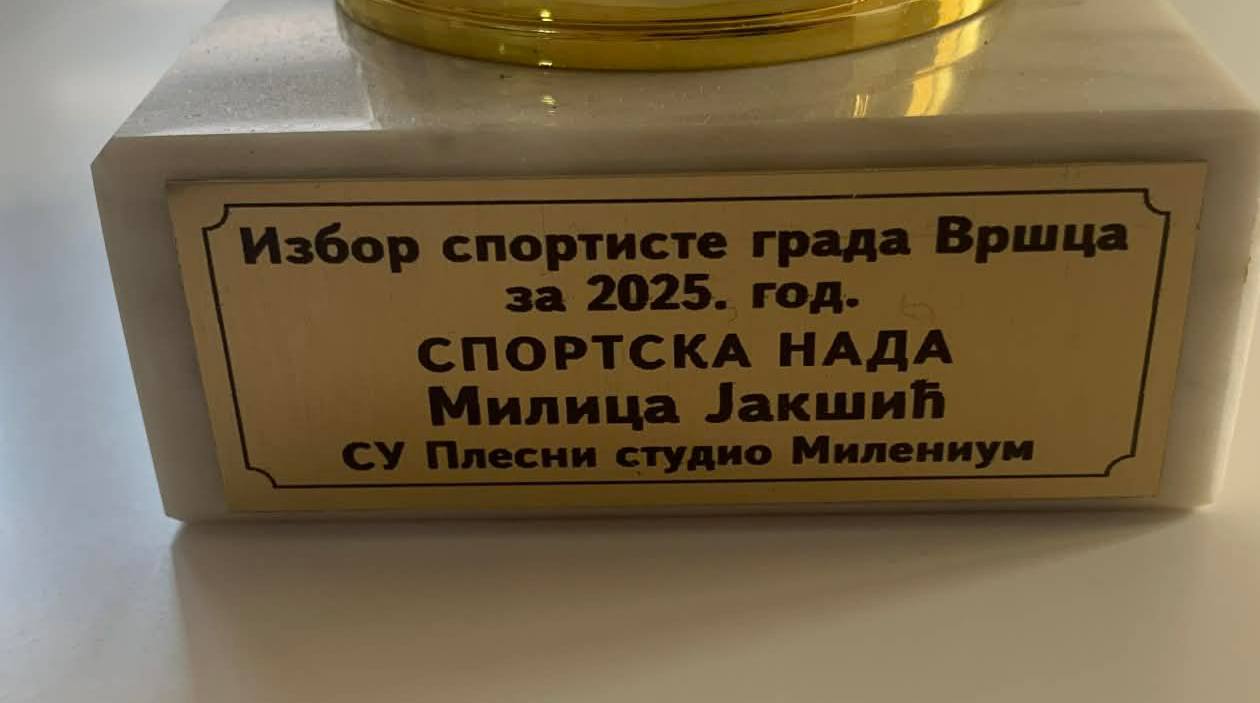 Избор спортисте града Вршца
за 2025. год.
СПОРТСКА НАДА
Милица Јакшић
СУ Плесни студио Милениум